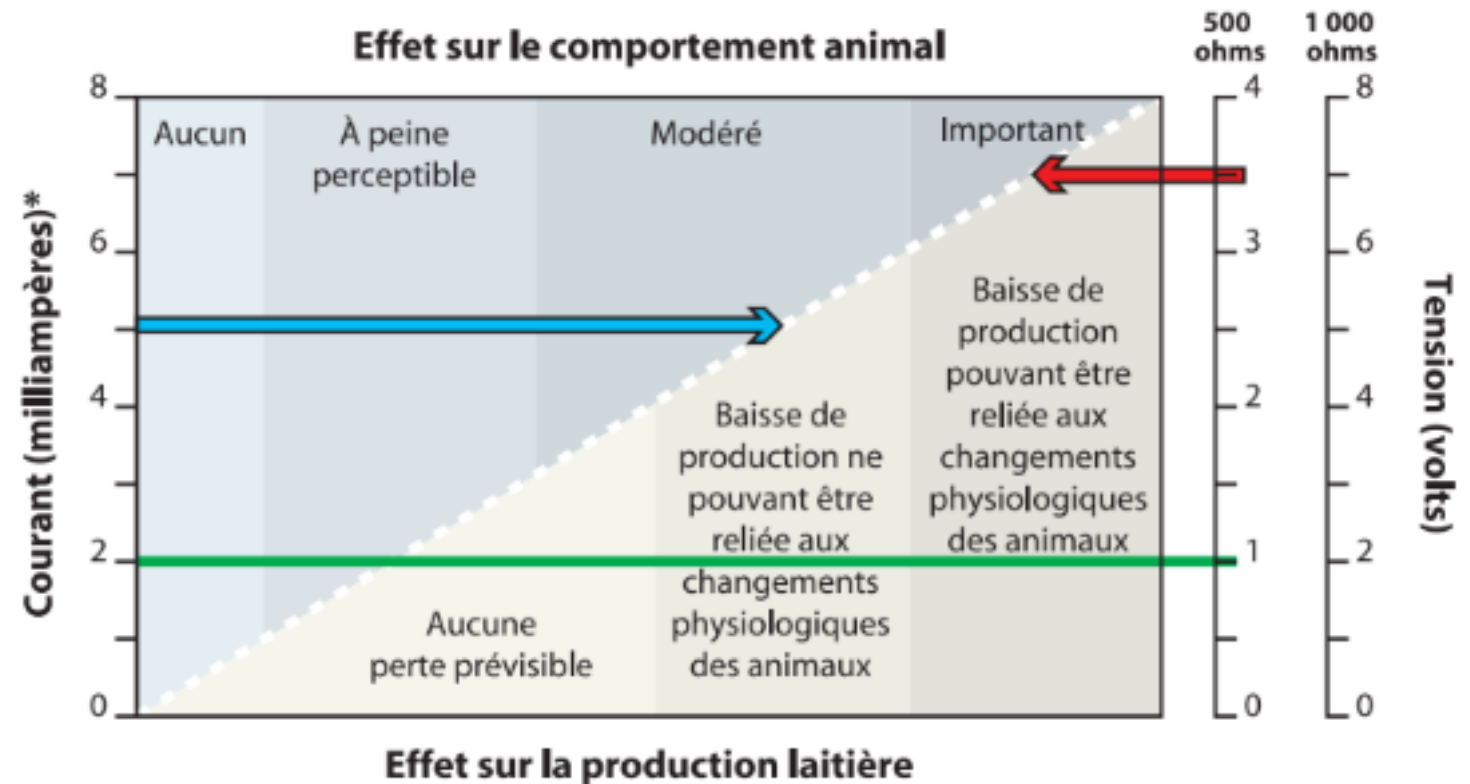 Effet sur le comportement animal
500
ohms
1 000
ohms
Courant (milliampères)*
8
6
4
2
0
Aucun
À peine
perceptible
Modéré
Important
Aucune
perte prévisible
Baisse de
production ne
pouvant être
reliée aux
changements
physiologiques
des animaux
Baisse de
production
pouvant être
reliée aux
changements
physiologiques
des animaux
4
3
2
1
0
8
6
4
2
0
Tension (volts)
Effet sur la production laitière